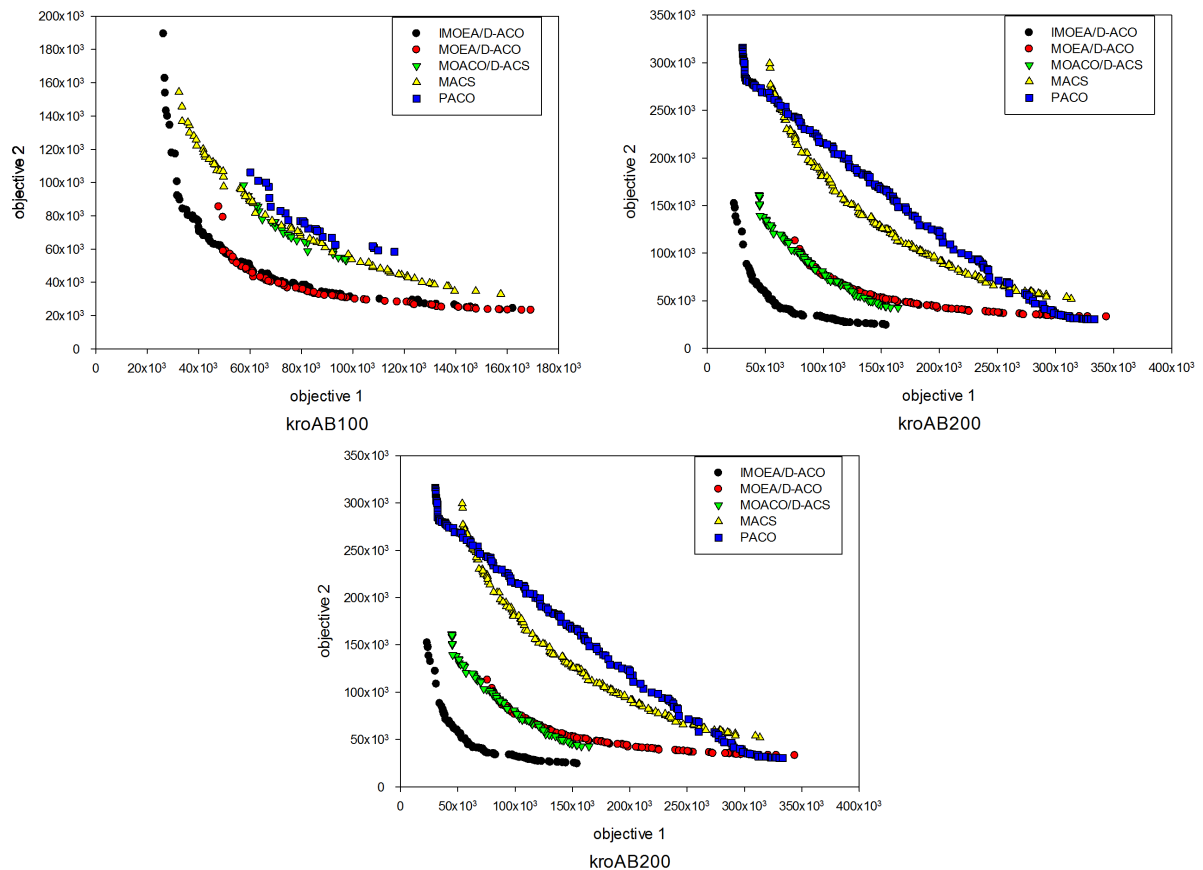 200x10³
180x10³
160x10³
140x10³
120x10³
100x10³
80x10³
60x10³
40x10³
20x10³
0
objective 2
IMOEA/D-ACO
MOEA/D-ACO
MOACO/D-ACS
MACS
PACO
0 20x10³ 40x10³ 60x10³ 80x10³ 100x10³ 120x10³ 140x10³ 160x10³ 180x10³
objective 1
kroAB100
350x10³
300x10³
250x10³
200x10³
150x10³
100x10³
50x10³
0
objective 2
IMOEA/D-ACO
MOEA/D-ACO
MOACO/D-ACS
MACS
PACO
0 50x10³ 100x10³ 150x10³ 200x10³ 250x10³ 300x10³ 350x10³ 400x10³
objective 1
kroAB200
350x10³
300x10³
250x10³
200x10³
150x10³
100x10³
50x10³
0
objective 2
IMOEA/D-ACO
MOEA/D-ACO
MOACO/D-ACS
MACS
PACO
0 50x10³ 100x10³ 150x10³ 200x10³ 250x10³ 300x10³ 350x10³ 400x10³
objective 1
kroAB200